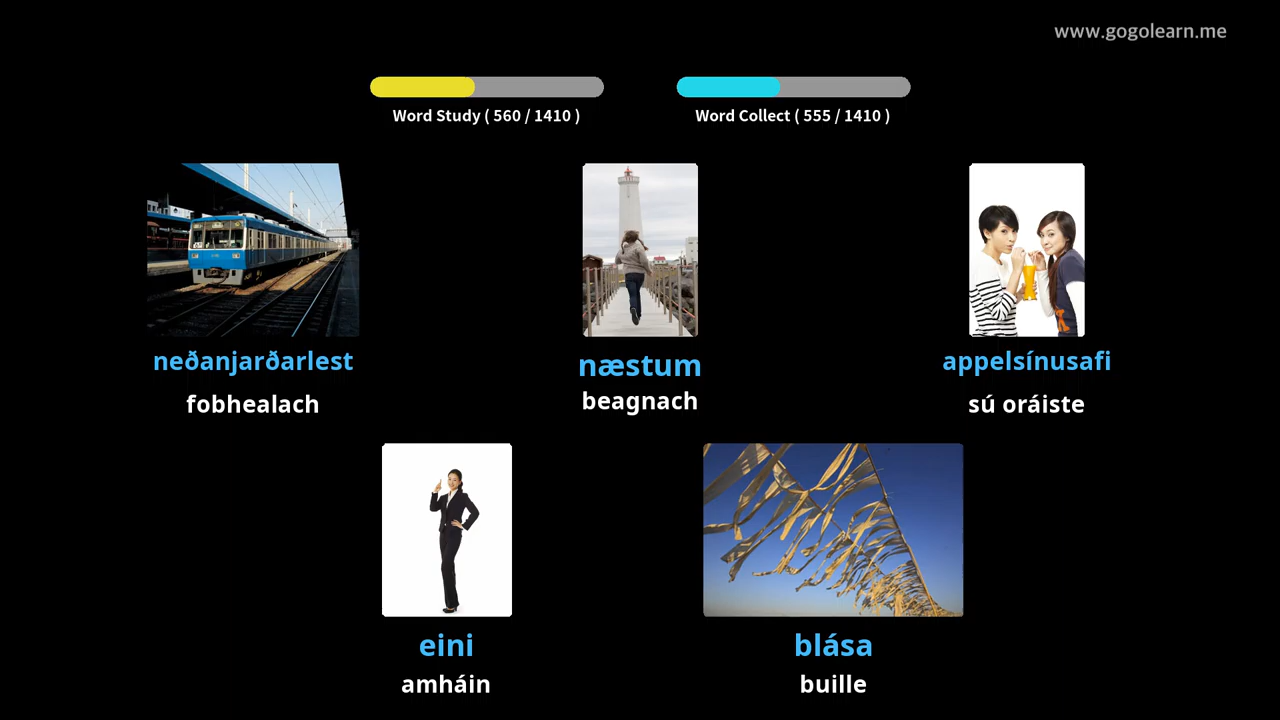 www.gogolearn.me
Word Study ( 560 / 1410 )
Word Collect ( 555 / 1410 )
neðanjarðarlest
fobhealach
næstum
beagnach
appelsínusafi
sú oráiste
eini
amháin
blása
buille